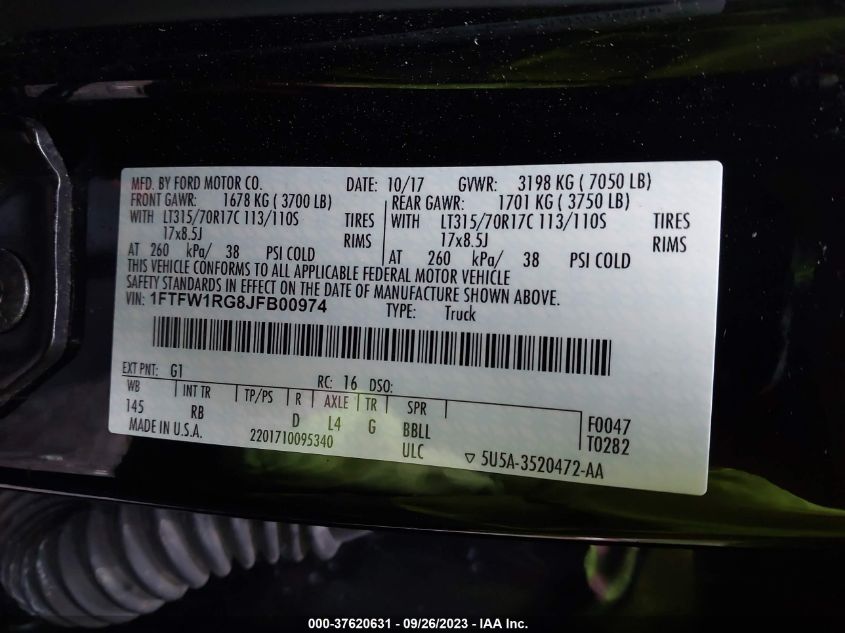 MFD. BY FORD MOTOR CO. DATE: 10/17 GVWR: 3198 KG ( 7050 LB)
FRONT GAWR: 1678 KG ( 3700 LB) REAR GAWR: 1701 KG ( 3750 LB)
WITH LT315/70R17C 113/110S TIRES WITH LT315/70R17C 113/110S TIRES
17x8.5J RIMS 17x8.5J RIMS
AT 260 kPa/ 38 PSI COLD AT 260 kPa/ 38 PSI COLD
THIS VEHICLE CONFORMS TO ALL APPLICABLE FEDERAL MOTOR VEHICLE
SAFETY STANDARDS IN EFFECT ON THE DATE OF MANUFACTURE SHOWN ABOVE.
VIN: 1FTFW1RG8JFB00974 TYPE: Truck
EXT PNT: G1 RC: 16 DSO:
WB INT TR TP/PS R AXLE TR SPR
145 RB D L4 G BBLL F0047
MADE IN U.S.A. 2201710095340 ULC T0282
▽ 5U5A-3520472-AA
000-37620631 - 09/26/2023 - IAA Inc.